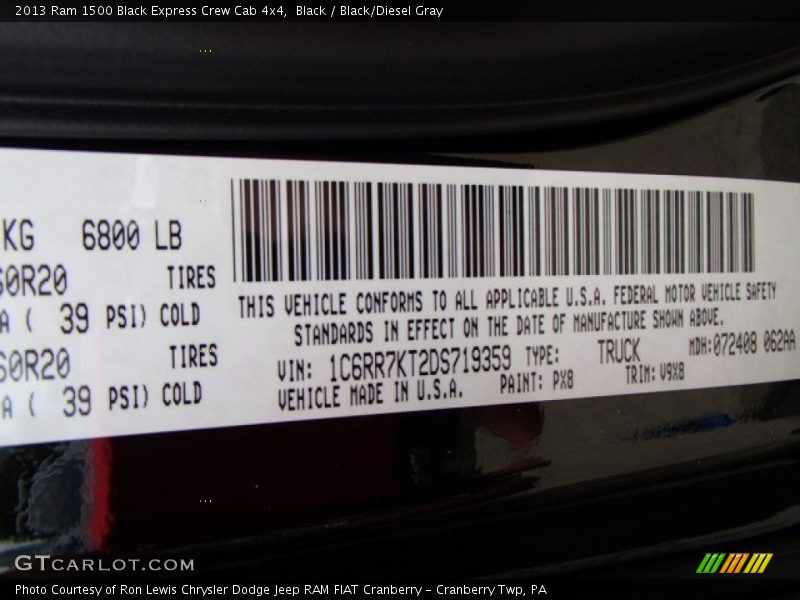 2013 Ram 1500 Black Express Crew Cab 4x4,  Black / Black/Diesel Gray
KG 6800 LB
60R20 TIRES
A ( 39 PSI) COLD
60R20 TIRES
A ( 39 PSI) COLD
THIS VEHICLE CONFORMS TO ALL APPLICABLE U.S.A. FEDERAL MOTOR VEHICLE SAFETY
STANDARDS IN EFFECT ON THE DATE OF MANUFACTURE SHOWN ABOVE.
VIN: 1C6RR7KT2DS719359 TYPE: TRUCK MDH:072408 062AA
VEHICLE MADE IN U.S.A. PAINT: PX8 TRIM: V9X8
GTCARLOT.COM
Photo Courtesy of Ron Lewis Chrysler Dodge Jeep RAM FIAT Cranberry – Cranberry Twp, PA